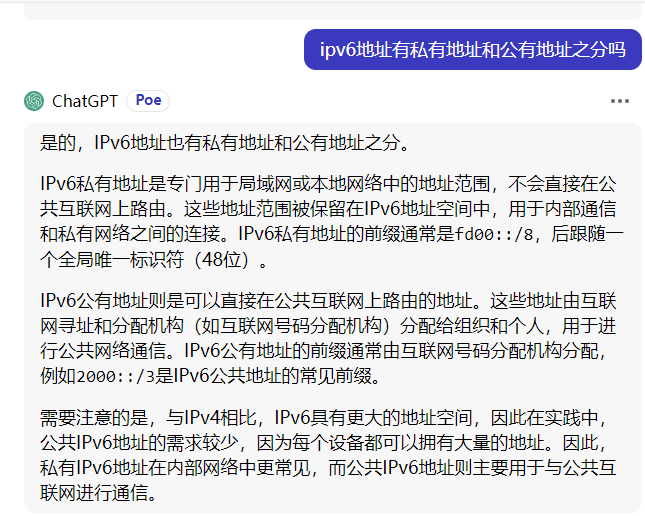 ipv6地址有私有地址和公有地址之分吗
ChatGPT Poe
是的，IPv6地址也有私有地址和公有地址之分。
IPv6私有地址是专门用于局域网或本地网络中的地址范围，不会直接在公
共互联网上路由。这些地址范围被保留在IPv6地址空间中，用于内部通信
和私有网络之间的连接。IPv6私有地址的前缀通常是fd00::/8，后跟随一
个全局唯一标识符（48位）。
IPv6公有地址则是可以直接在公共互联网上路由的地址。这些地址由互联
网寻址和分配机构（如互联网号码分配机构）分配给组织和个人，用于进
行公共网络通信。IPv6公有地址的前缀通常由互联网号码分配机构分配，
例如2000::/3是IPv6公共地址的常见前缀。
需要注意的是，与IPv4相比，IPv6具有更大的地址空间，因此在实践中，
公共IPv6地址的需求较少，因为每个设备都可以拥有大量的地址。因此，
私有IPv6地址在内部网络中更常见，而公共IPv6地址则主要用于与公共互
联网进行通信。